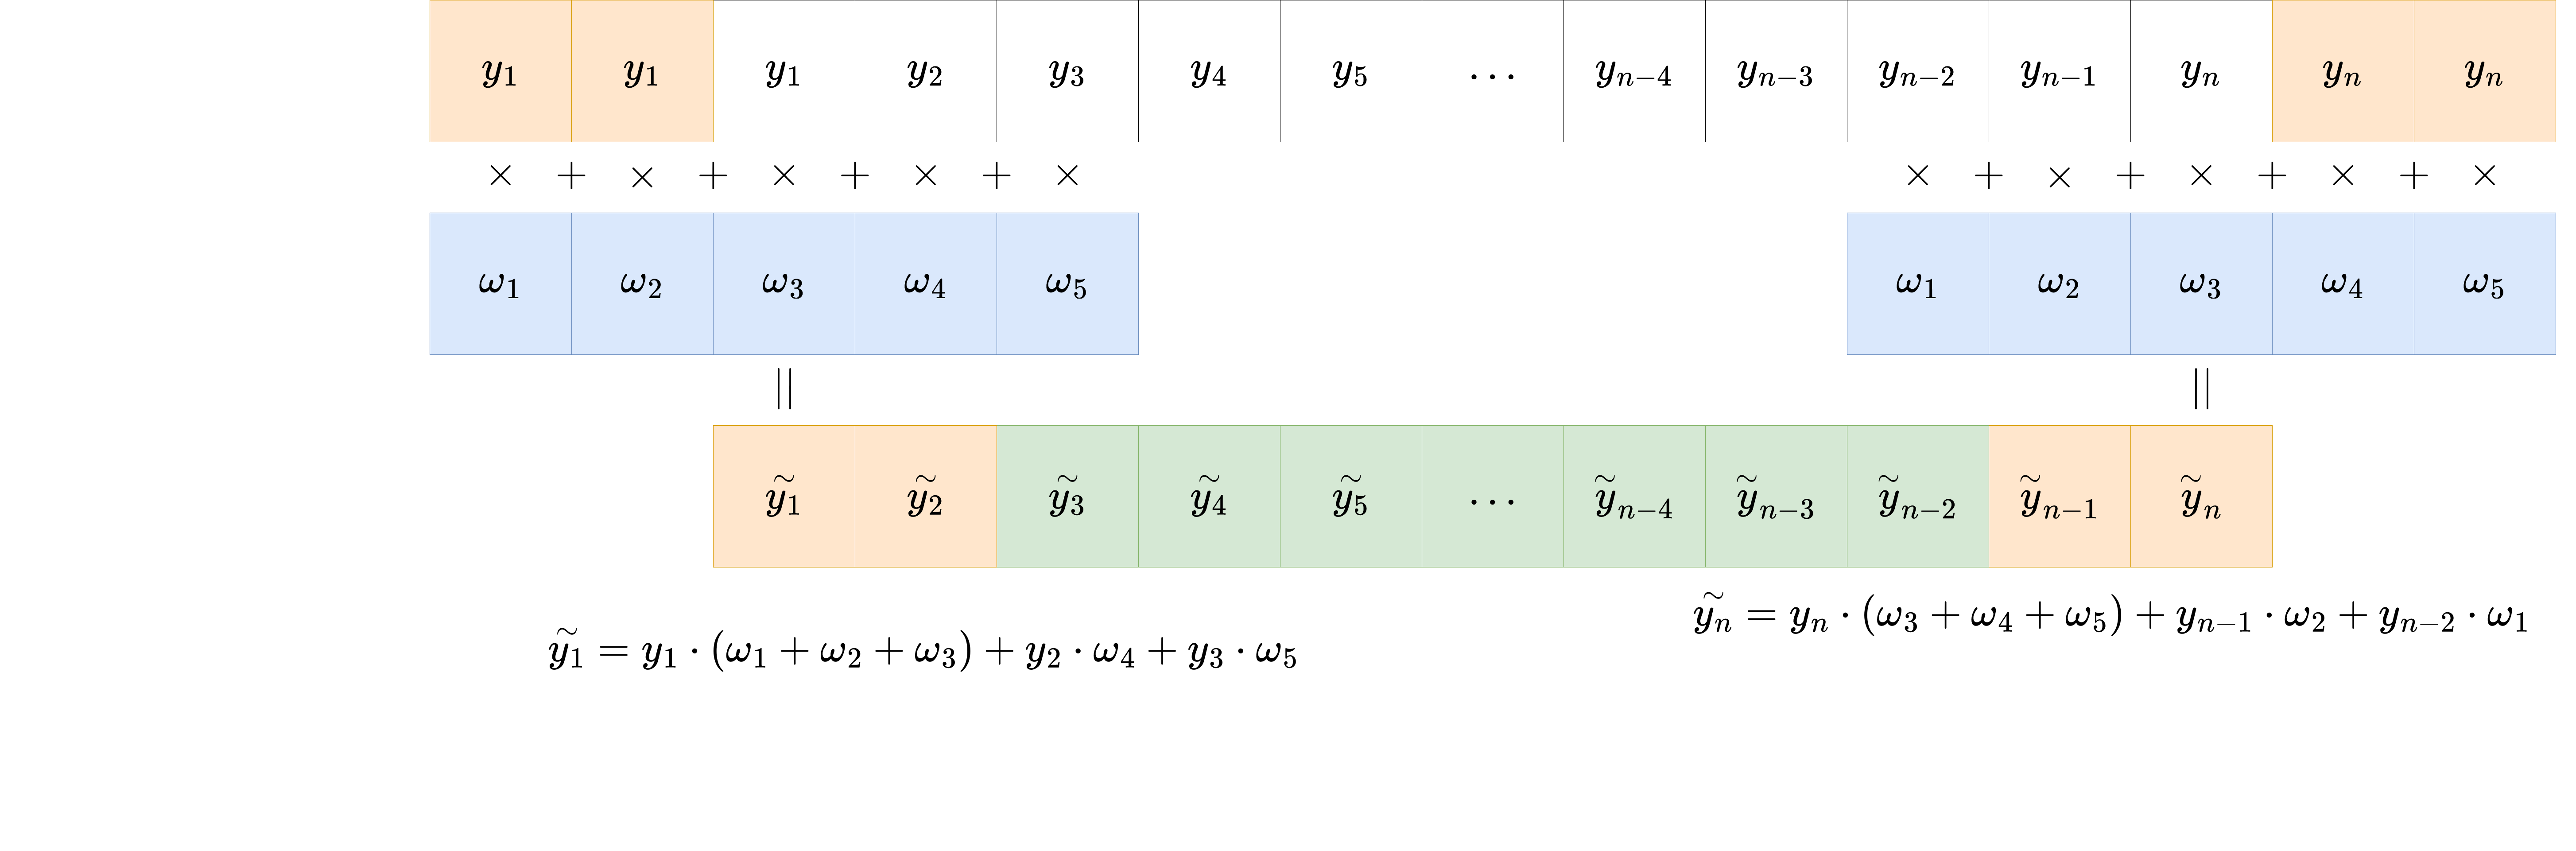 y₁ y₁ y₁ y₂ y₃ y₄ y₅ ⋯ yₙ₋₄ yₙ₋₃ yₙ₋₂ yₙ₋₁ yₙ yₙ yₙ
× + × + × + × + × × + × + × + × + ×
ω₁ ω₂ ω₃ ω₄ ω₅ ω₁ ω₂ ω₃ ω₄ ω₅
|| ||
ỹ₁ ỹ₂ ỹ₃ ỹ₄ ỹ₅ ⋯ ỹₙ₋₄ ỹₙ₋₃ ỹₙ₋₂ ỹₙ₋₁ ỹₙ
ỹₙ = yₙ · (ω₃ + ω₄ + ω₅) + yₙ₋₁ · ω₂ + yₙ₋₂ · ω₁
ỹ₁ = y₁ · (ω₁ + ω₂ + ω₃) + y₂ · ω₄ + y₃ · ω₅